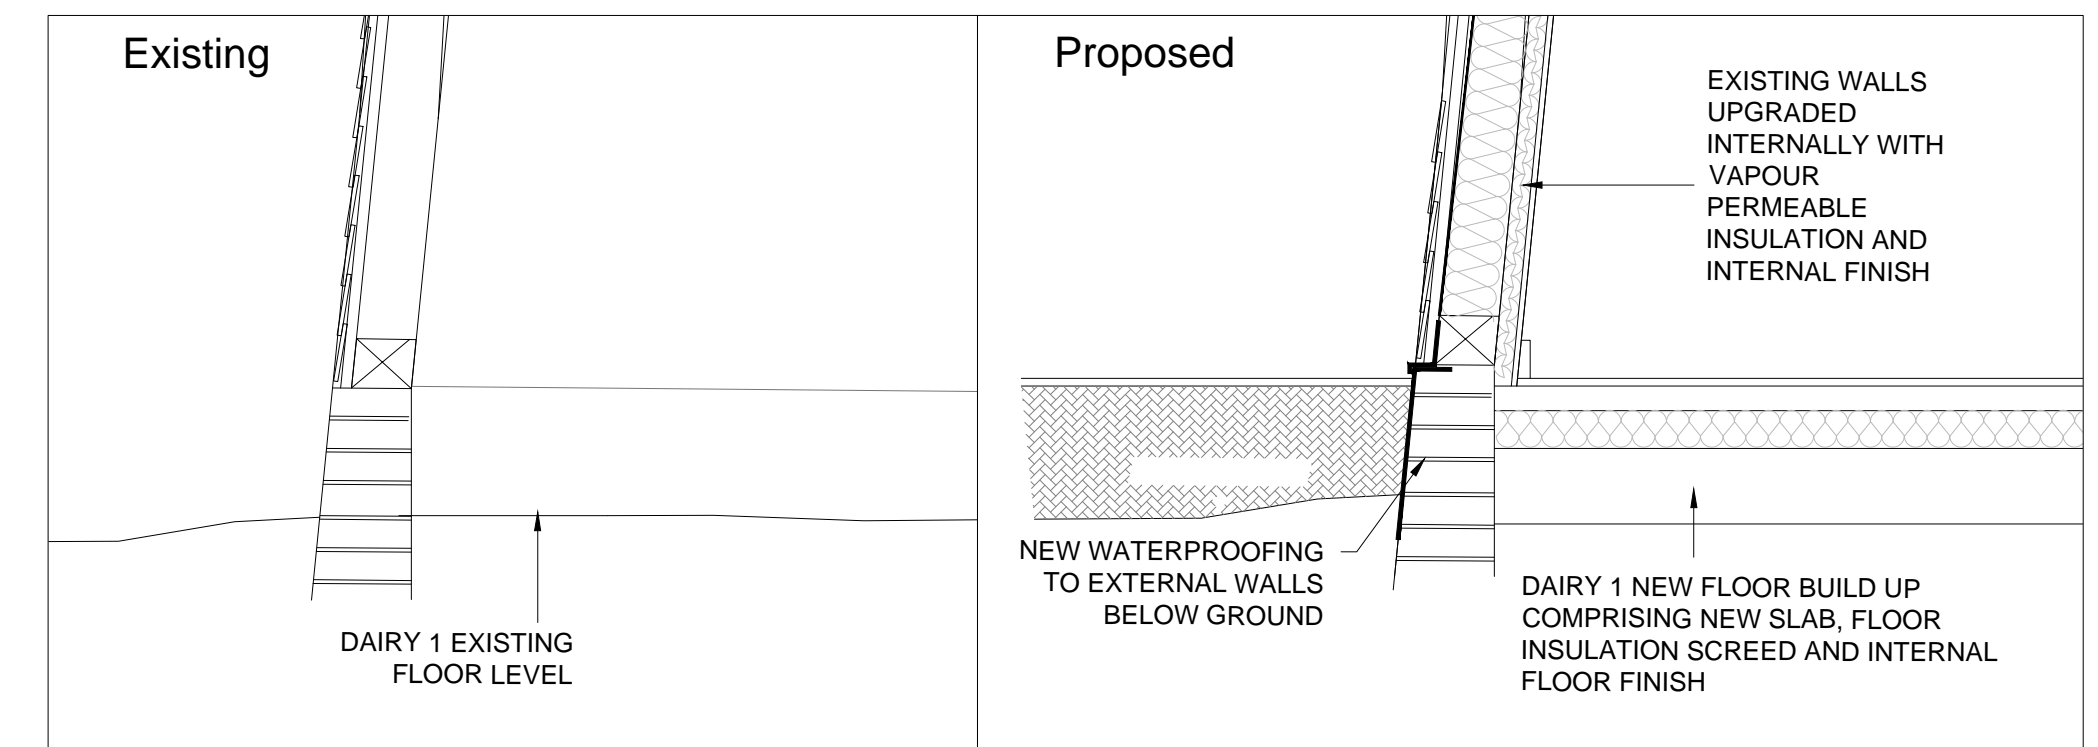 Existing
DAIRY 1 EXISTING
FLOOR LEVEL
Proposed
EXISTING WALLS
UPGRADED
INTERNALLY WITH
VAPOUR
PERMEABLE
INSULATION AND
INTERNAL FINISH
NEW WATERPROOFING
TO EXTERNAL WALLS
BELOW GROUND
DAIRY 1 NEW FLOOR BUILD UP
COMPRISING NEW SLAB, FLOOR
INSULATION SCREED AND INTERNAL
FLOOR FINISH